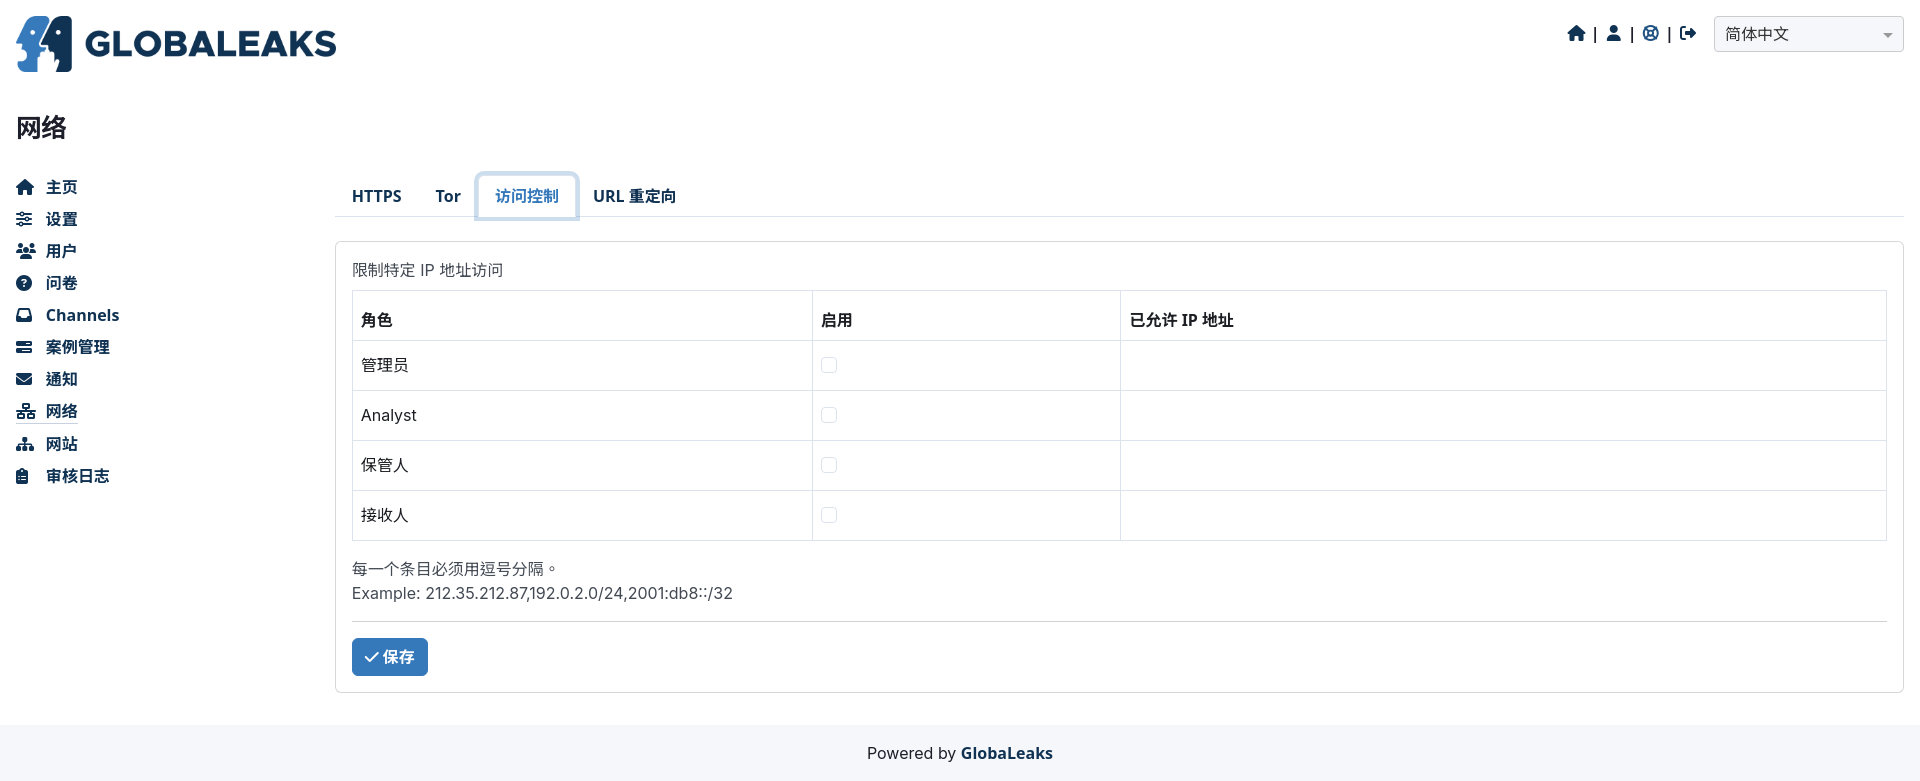 GLOBALEAKS
| | |
简体中文
网络
主页
设置
用户
问卷
Channels
案例管理
通知
网络
网站
审核日志
HTTPS Tor 访问控制 URL 重定向
限制特定 IP 地址访问
角色 启用 已允许 IP 地址
管理员
Analyst
保管人
接收人
每一个条目必须用逗号分隔。
Example: 212.35.212.87,192.0.2.0/24,2001:db8::/32
保存
Powered by GlobaLeaks